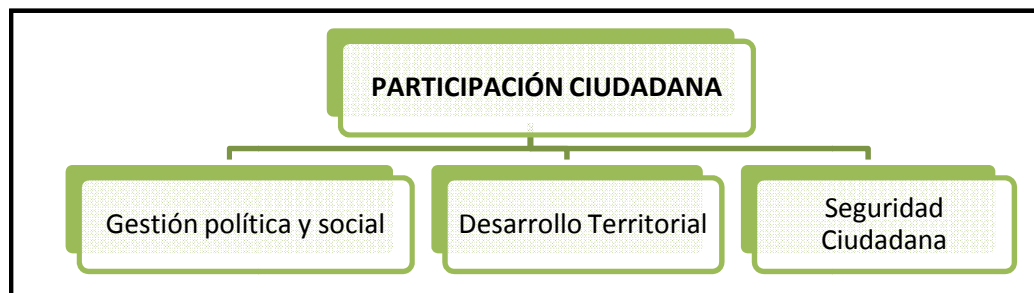 PARTICIPACIÓN CIUDADANA
Gestión política y social
Desarrollo Territorial
Seguridad
Ciudadana